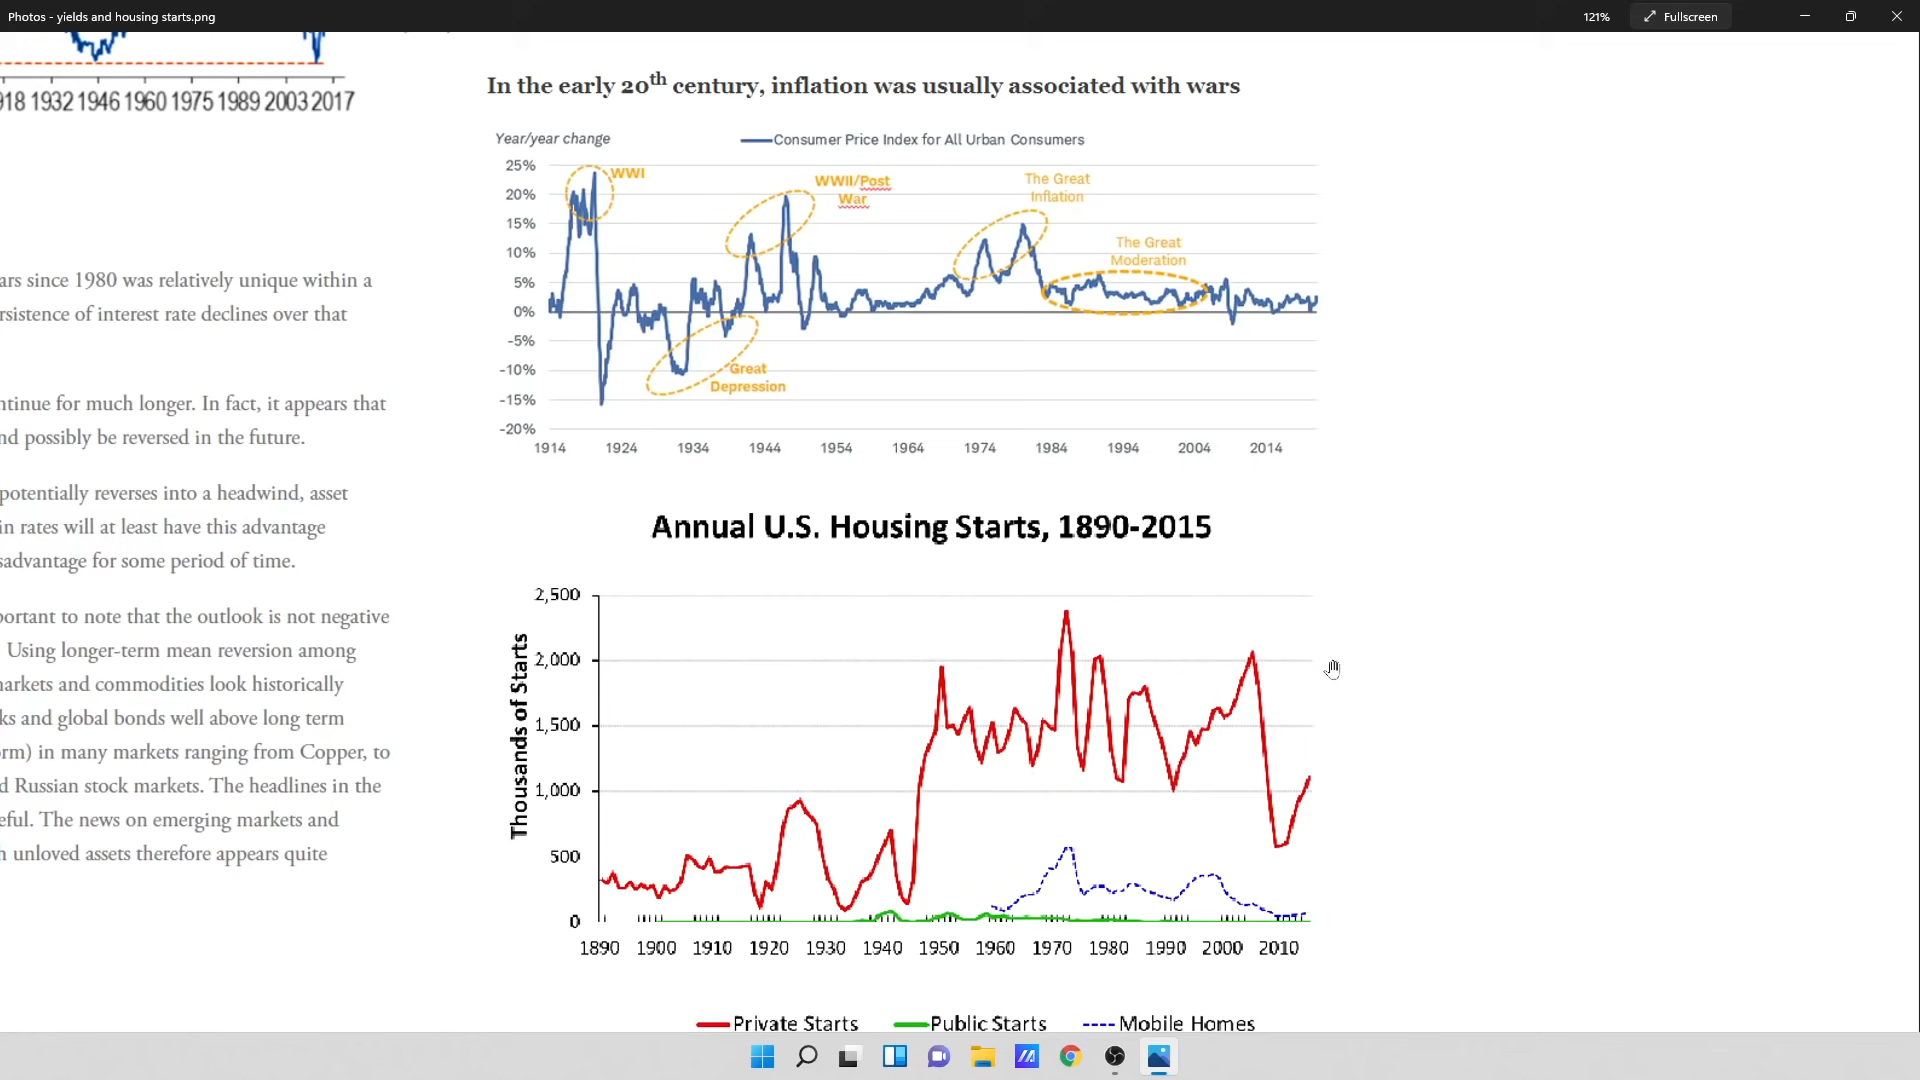 Photos - yields and housing starts.png
121%
Fullscreen
18 1932 1946 1960 1975 1989 2003 2017
ars since 1980 was relatively unique within a
rsistence of interest rate declines over that
ntinue for much longer. In fact, it appears that
nd possibly be reversed in the future.
potentially reverses into a headwind, asset
in rates will at least have this advantage
sadvantage for some period of time.
portant to note that the outlook is not negative
Using longer-term mean reversion among
narkets and commodities look historically
ks and global bonds well above long term
orm) in many markets ranging from Copper, to
d Russian stock markets. The headlines in the
eful. The news on emerging markets and
h unloved assets therefore appears quite
In the early 20th century, inflation was usually associated with wars
Year/year change
Consumer Price Index for All Urban Consumers
25%
20%
15%
10%
5%
0%
-5%
-10%
-15%
-20%
WWI
WWII/Post
War
The Great
Inflation
The Great
Moderation
Great
Depression
1914 1924 1934 1944 1954 1964 1974 1984 1994 2004 2014
Annual U.S. Housing Starts, 1890-2015
Thousands of Starts
2,500
2,000
1,500
1,000
500
0
1890 1900 1910 1920 1930 1940 1950 1960 1970 1980 1990 2000 2010
Private Starts Public Starts Mobile Homes